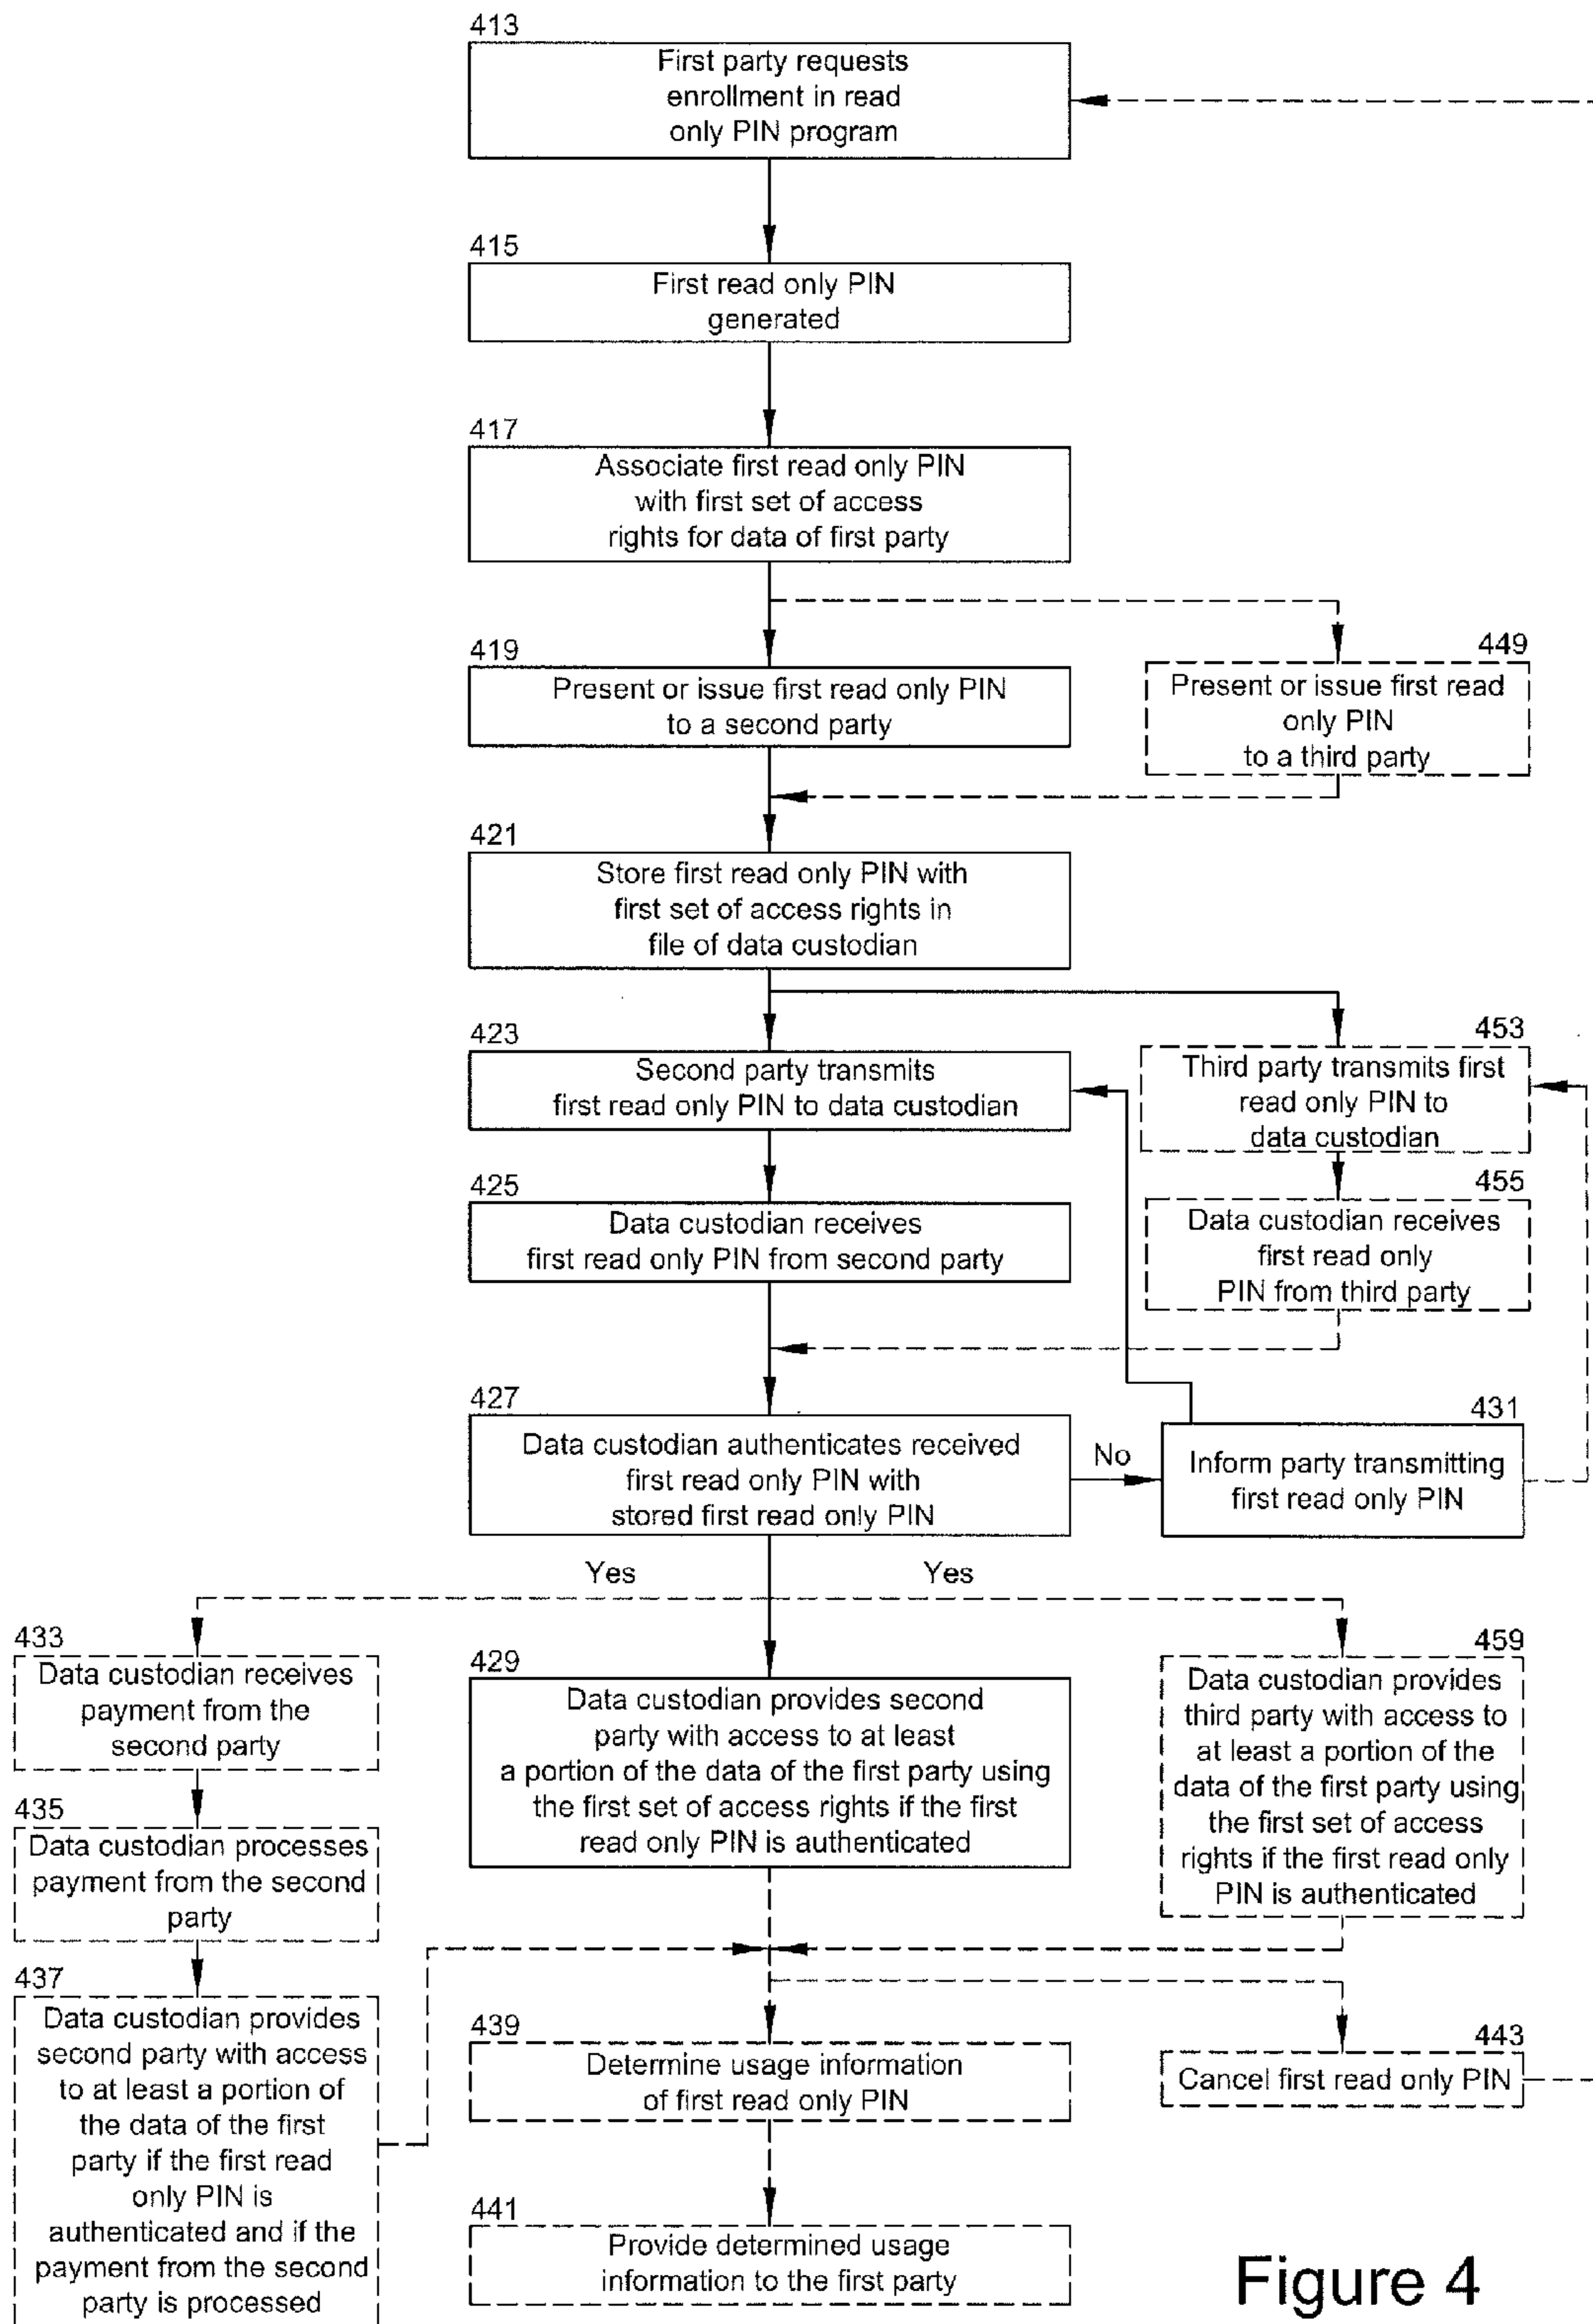 413
First party requests
enrollment in read
only PIN program
415
First read only PIN
generated
417
Associate first read only PIN
with first set of access
rights for data of first party
419
Present or issue first read only PIN
to a second party
449
Present or issue first read
only PIN
to a third party
421
Store first read only PIN with
first set of access rights in
file of data custodian
423
Second party transmits
first read only PIN to data custodian
453
Third party transmits first
read only PIN to
data custodian
425
Data custodian receives
first read only PIN from second party
455
Data custodian receives
first read only
PIN from third party
427
Data custodian authenticates received
first read only PIN with
stored first read only PIN
No
431
Inform party transmitting
first read only PIN
Yes
Yes
433
Data custodian receives
payment from the
second party
429
Data custodian provides second
party with access to at least
a portion of the data of the first party using
the first set of access rights if the first
read only PIN is authenticated
459
Data custodian provides
third party with access to
at least a portion of the
data of the first party using
the first set of access
rights if the first read only
PIN is authenticated
435
Data custodian processes
payment from the second
party
437
Data custodian provides
second party with access
to at least a portion of
the data of the first
party if the first read
only PIN is
authenticated and if the
payment from the second
party is processed
439
Determine usage information
of first read only PIN
443
Cancel first read only PIN
441
Provide determined usage
information to the first party
Figure 4